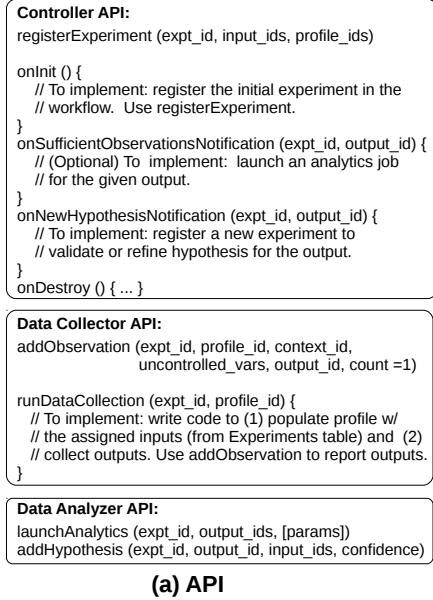 Controller API:
registerExperiment (expt_id, input_ids, profile_ids)
onInit () {
// To implement: register the initial experiment in the
// workflow. Use registerExperiment.
}
onSufficientObservationsNotification (expt_id, output_id) {
// (Optional) To implement: launch an analytics job
// for the given output.
}
onNewHypothesisNotification (expt_id, output_id) {
// To implement: register a new experiment to
// validate or refine hypothesis for the output.
}
onDestroy () { ... }
Data Collector API:
addObservation (expt_id, profile_id, context_id,
uncontrolled_vars, output_id, count =1)
runDataCollection (expt_id, profile_id) {
// To implement: write code to (1) populate profile w/
// the assigned inputs (from Experiments table) and (2)
// collect outputs. Use addObservation to report outputs.
}
Data Analyzer API:
launchAnalytics (expt_id, output_ids, [params])
addHypothesis (expt_id, output_id, input_ids, confidence)
(a) API